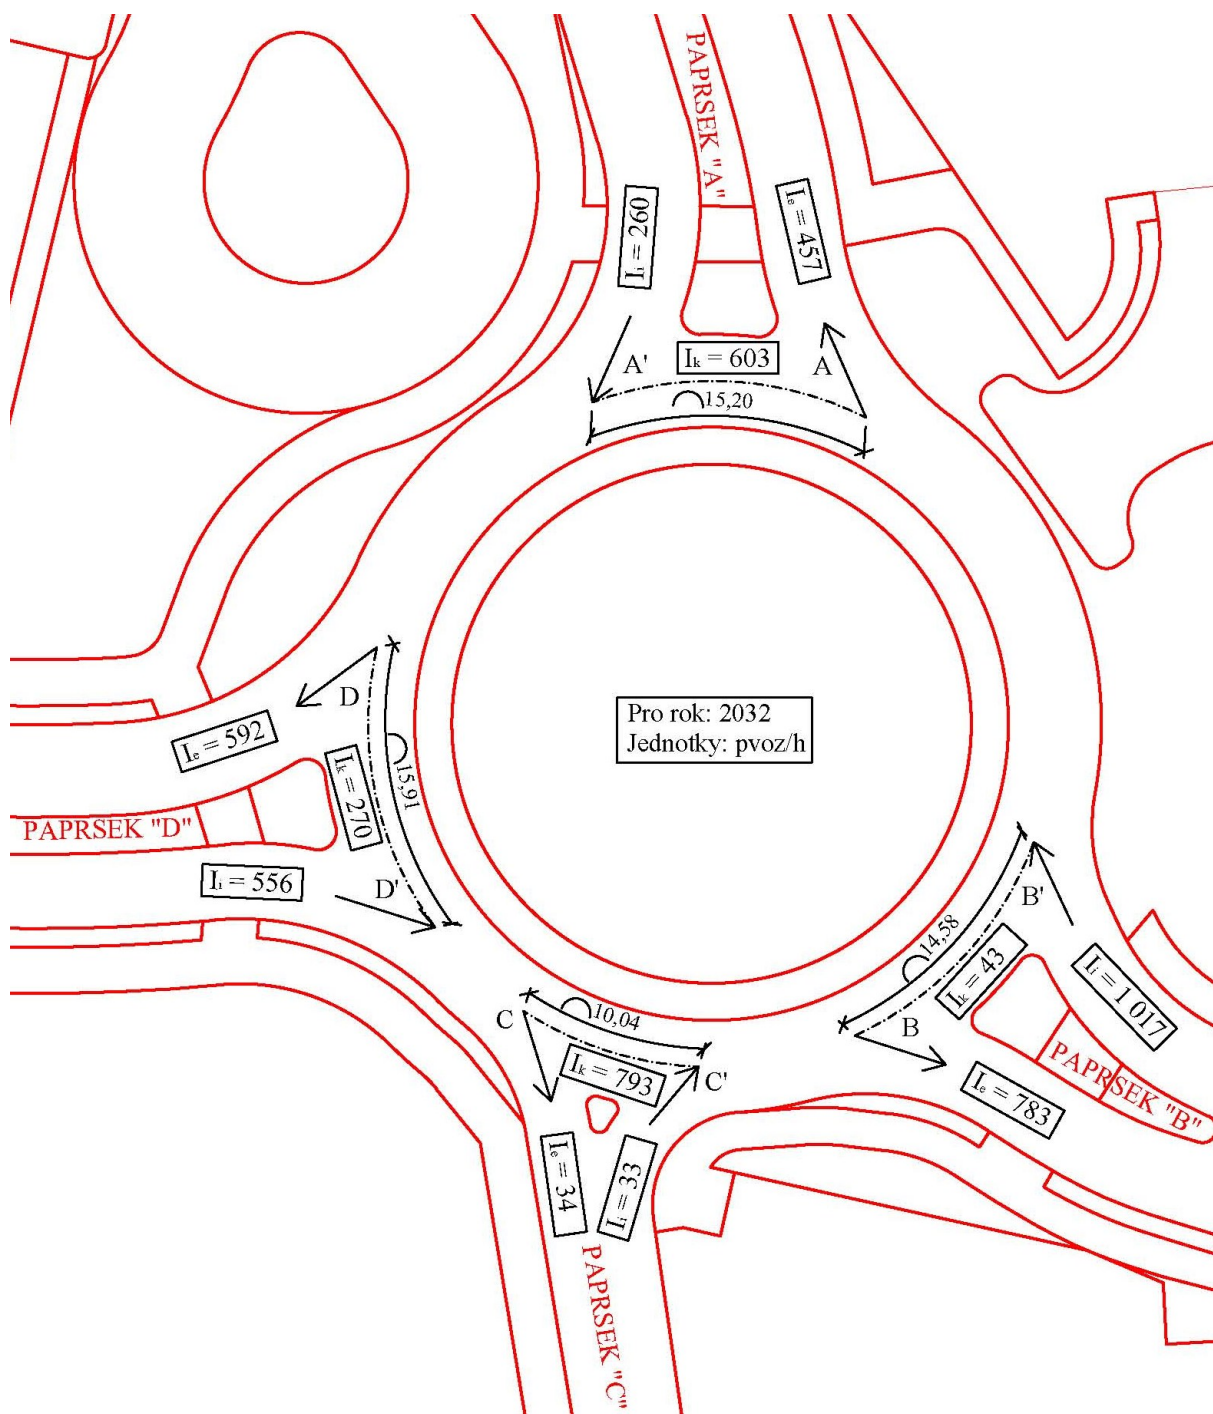 PAPRSEK "A"
Iᵢ = 260
Iₑ = 457
A'
Iₖ = 603
A
15,20
Pro rok: 2032
Jednotky: pvoz/h
D
Iₑ = 592
Iₖ = 270
15,91
PAPRSEK "D"
Iᵢ = 556
D'
B'
14,58
Iₖ = 43
Iᵢ = 1 017
B
PAPRSEK "B"
Iₑ = 783
C
10,04
Iₖ = 793
C'
Iₑ = 34
Iᵢ = 33
PAPRSEK "C"